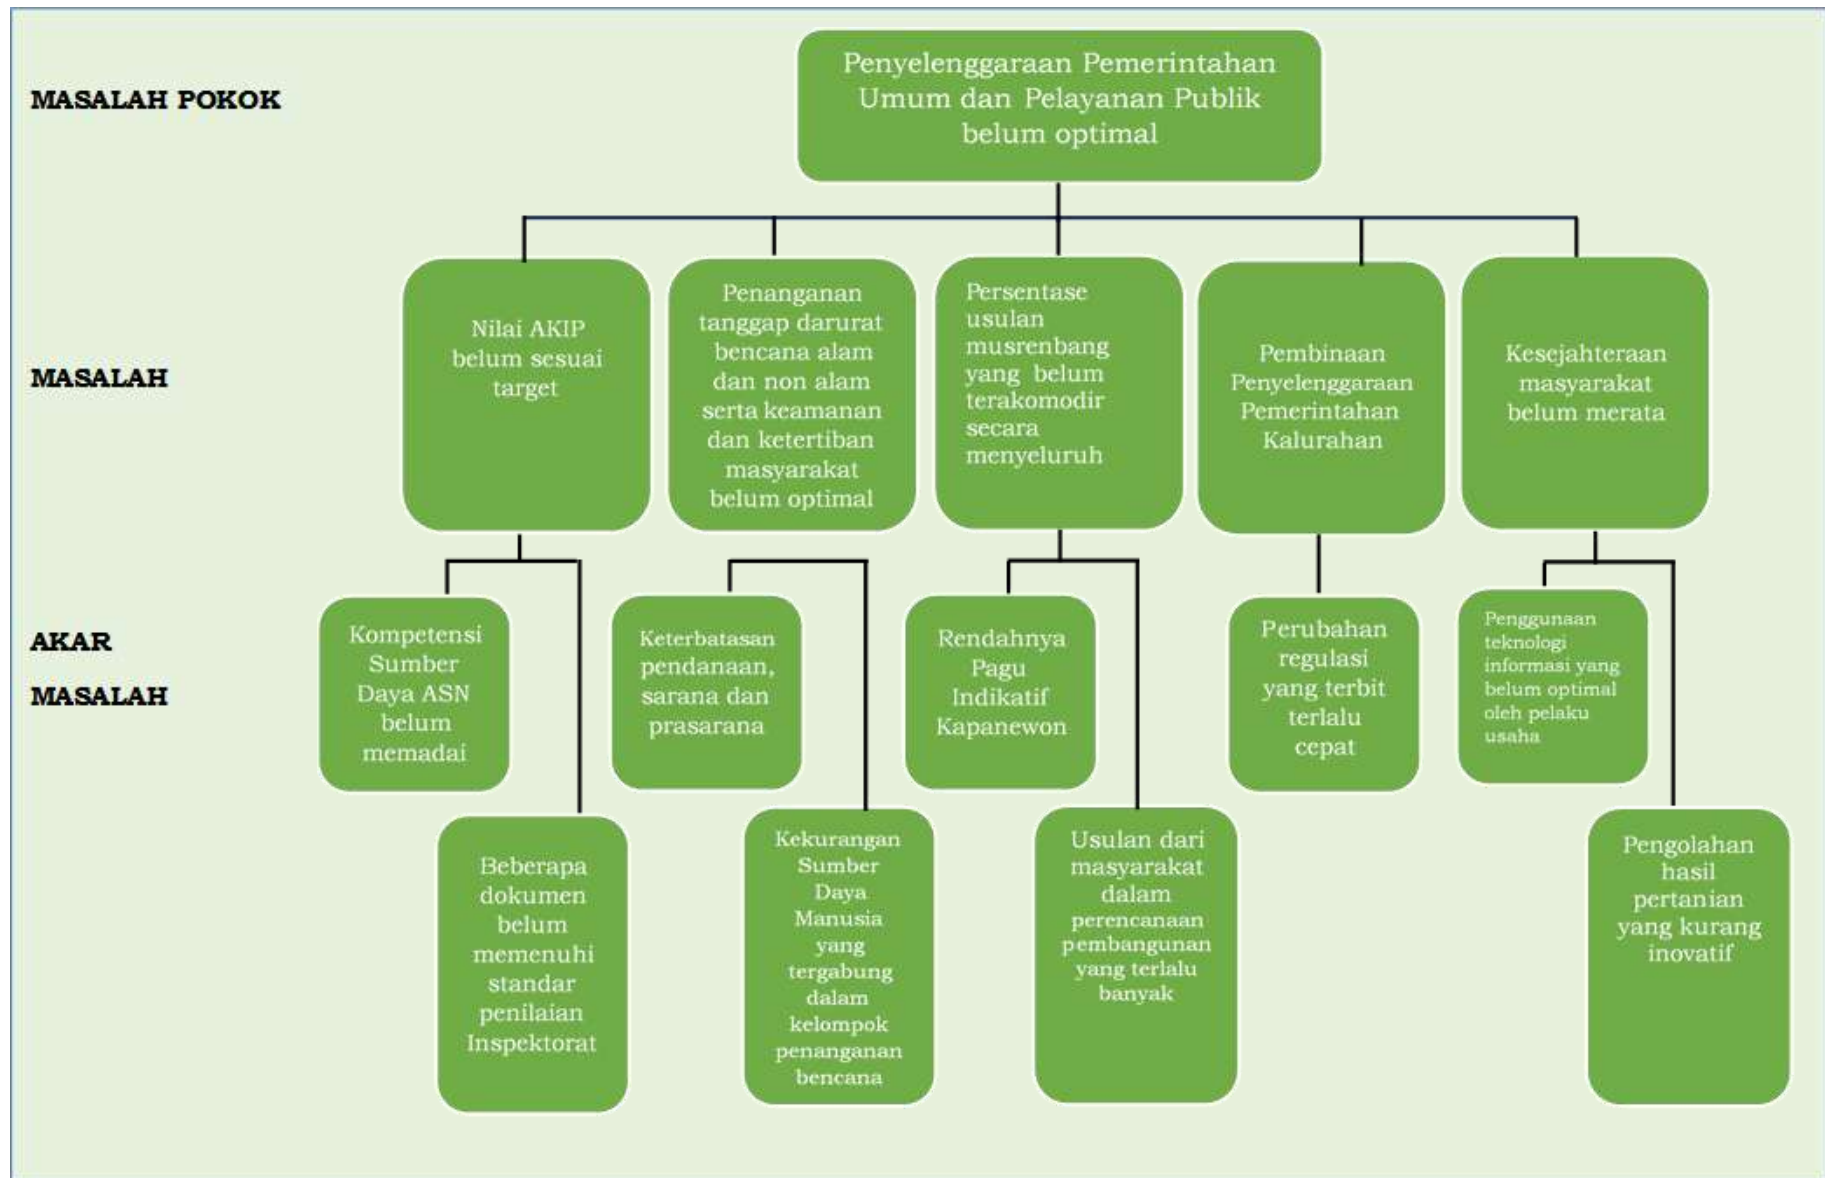 MASALAH POKOK
Penyelenggaraan Pemerintahan
Umum dan Pelayanan Publik
belum optimal
MASALAH
Nilai AKIP
belum sesuai
target
Penanganan
tanggap darurat
bencana alam
dan non alam
serta keamanan
dan ketertiban
masyarakat
belum optimal
Persentase
usulan
musrenbang
yang belum
terakomodir
secara
menyeluruh
Pembinaan
Penyelenggaraan
Pemerintahan
Kalurahan
Kesejahteraan
masyarakat
belum merata
AKAR
MASALAH
Kompetensi
Sumber
Daya ASN
belum
memadai
Keterbatasan
pendanaan,
sarana dan
prasarana
Rendahnya
Pagu
Indikatif
Kapanewon
Perubahan
regulasi
yang terbit
terlalu
cepat
Penggunaan
teknologi
informasi yang
belum optimal
oleh pelaku
usaha
Beberapa
dokumen
belum
memenuhi
standar
penilaian
Inspektorat
Kekurangan
Sumber
Daya
Manusia
yang
tergabung
dalam
kelompok
penanganan
bencana
Usulan dari
masyarakat
dalam
perencanaan
pembangunan
yang terlalu
banyak
Pengolahan
hasil
pertanian
yang kurang
inovatif